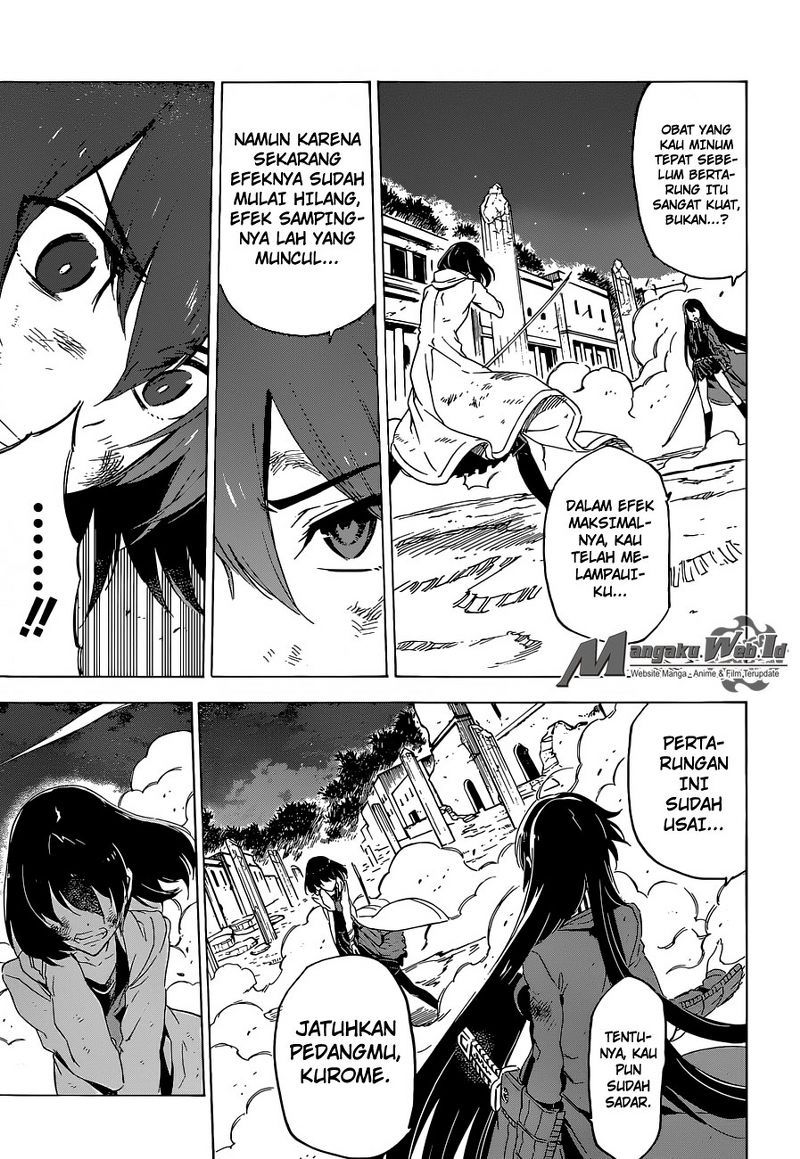 OBAT YANG
KAU MINUM
TEPAT SEBE-
LUM BERTA-
RUNG ITU
SANGAT KUAT,
BUKAN...?
DALAM EFEK
MAKSIMAL-
NYA, KAU
TELAH ME-
LAMPAUI-
KU...
NAMUN KARENA
SEKARANG
EFEKNYA SUDAH
MULAI HILANG,
EFEK SAMPING-
NYA LAH YANG
MUNCUL...
......!!
Mangaku.Web.Id
Website Manga - Anime & Film Terupdate
PERTA-
RUNGAN
INI
SUDAH
USAI...
TENTU-
NYA, KAU
PUN
SUDAH
SADAR.
JATUHKAN
PEDANGMU,
KUROME.